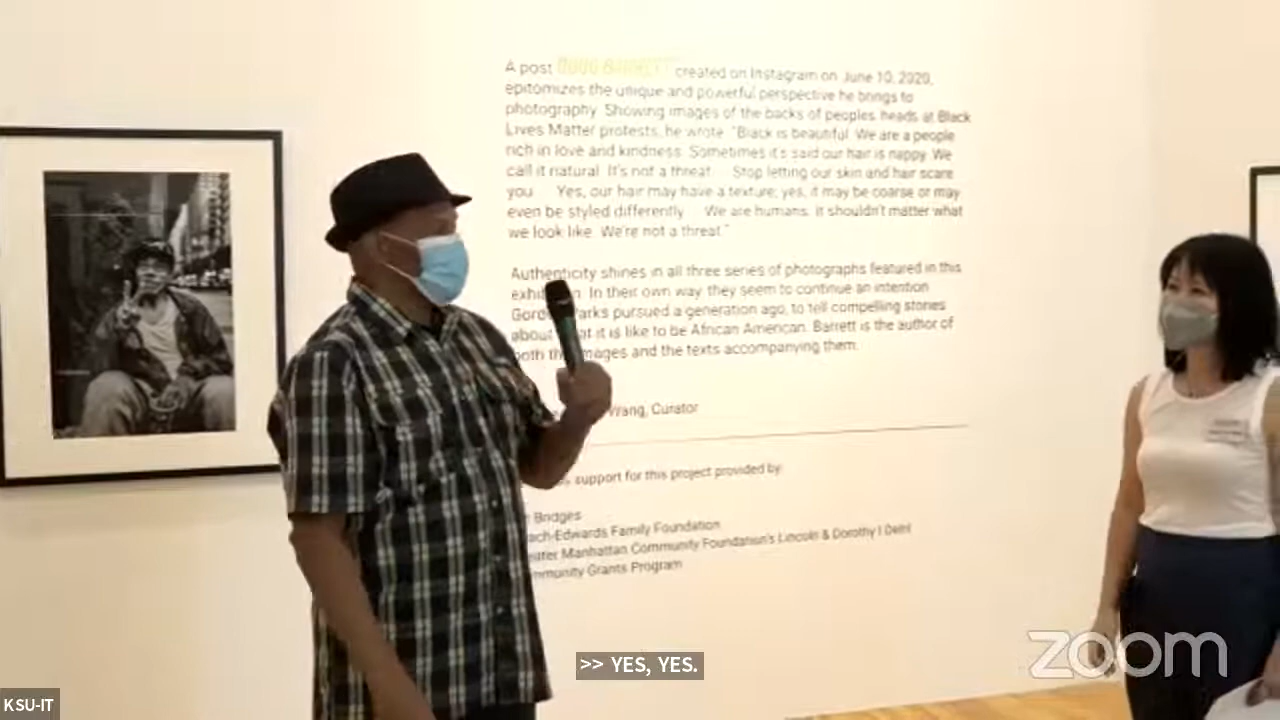 A post DOUG BARRETT created on Instagram on June 10, 2020,
epitomizes the unique and powerful perspective he brings to
photography. Showing images of the backs of peoples heads at Black
Lives Matter protests, he wrote. "Black is beautiful. We are a people
rich in love and kindness. Sometimes it's said our hair is nappy. We
call it natural. It's not a threat. . . Stop letting our skin and hair scare
you. . . Yes, our hair may have a texture; yes, it may be coarse or may
even be styled differently. . . We are humans. It shouldn't matter what
we look like. We're not a threat."
Authenticity shines in all three series of photographs featured in this
In their own way they seem to continue an intention
Parks pursued a generation ago, to tell compelling stories
about it is like to be African American. Barrett is the author of
images and the texts accompanying them.
Wang, Curator
support for this project provided by:
Bridges
-Edwards Family Foundation
Manhattan Community Foundation's Lincoln & Dorothy I Deihl
Grants Program
>> YES, YES.
zoom
KSU-IT